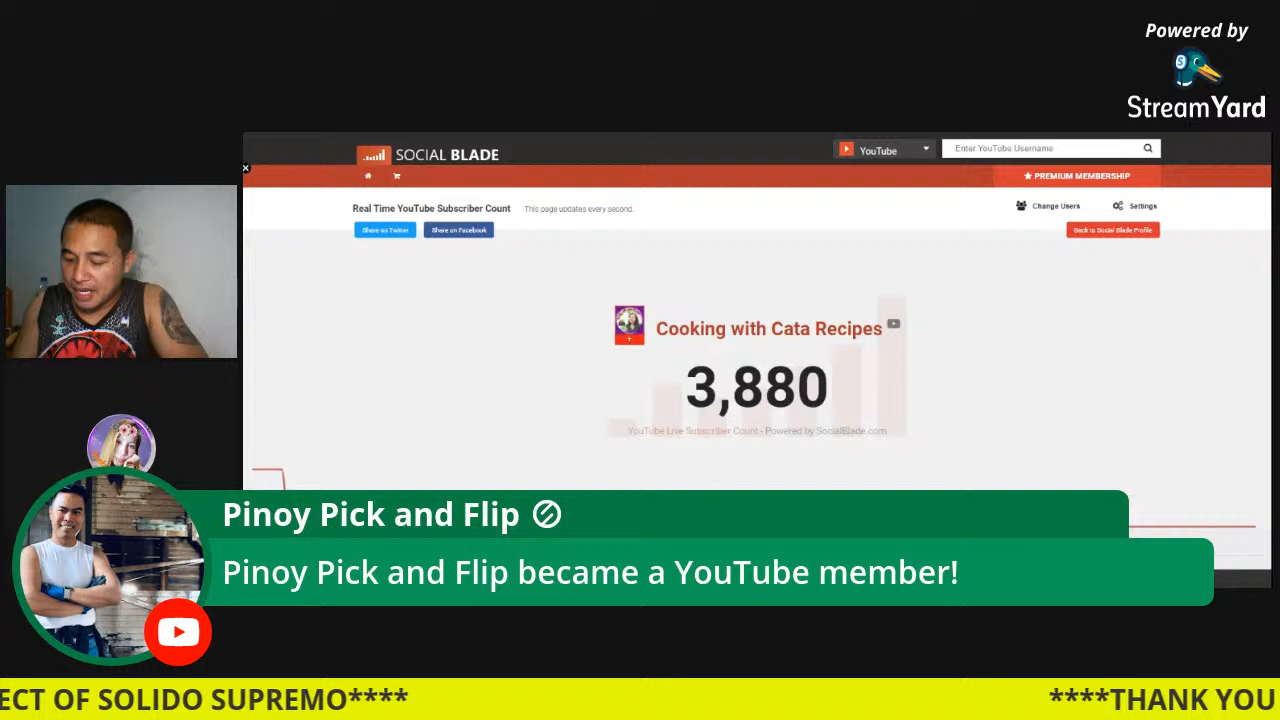 Powered by
StreamYard
SOCIAL BLADE
YouTube
Enter YouTube Username
PREMIUM MEMBERSHIP
Real Time YouTube Subscriber Count
This page updates every second.
Change Users
Settings
Share on Twitter
Share on Facebook
Back to Social Blade Profile
Cooking with Cata Recipes
3,880
YouTube Live Subscriber Count - Powered by SocialBlade.com
Pinoy Pick and Flip
Pinoy Pick and Flip became a YouTube member!
ECT OF SOLIDO SUPREMO**** ****THANK YOU